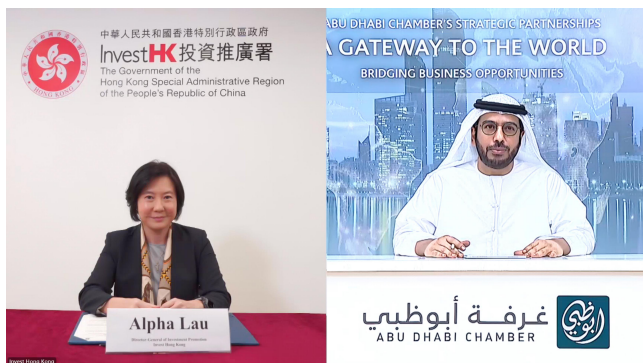 中華人民共和國香港特別行政區政府
InvestHK投資推廣署
The Government of the
Hong Kong Special Administrative Region
of the People's Republic of China
HONG KONG
Alpha Lau
Director-General of Investment Promotion
Invest Hong Kong
Invest Hong Kong
ABU DHABI CHAMBER'S STRATEGIC PARTNERSHIPS
A GATEWAY TO THE WORLD
BRIDGING BUSINESS OPPORTUNITIES
غرفة أبوظبي
ABU DHABI CHAMBER